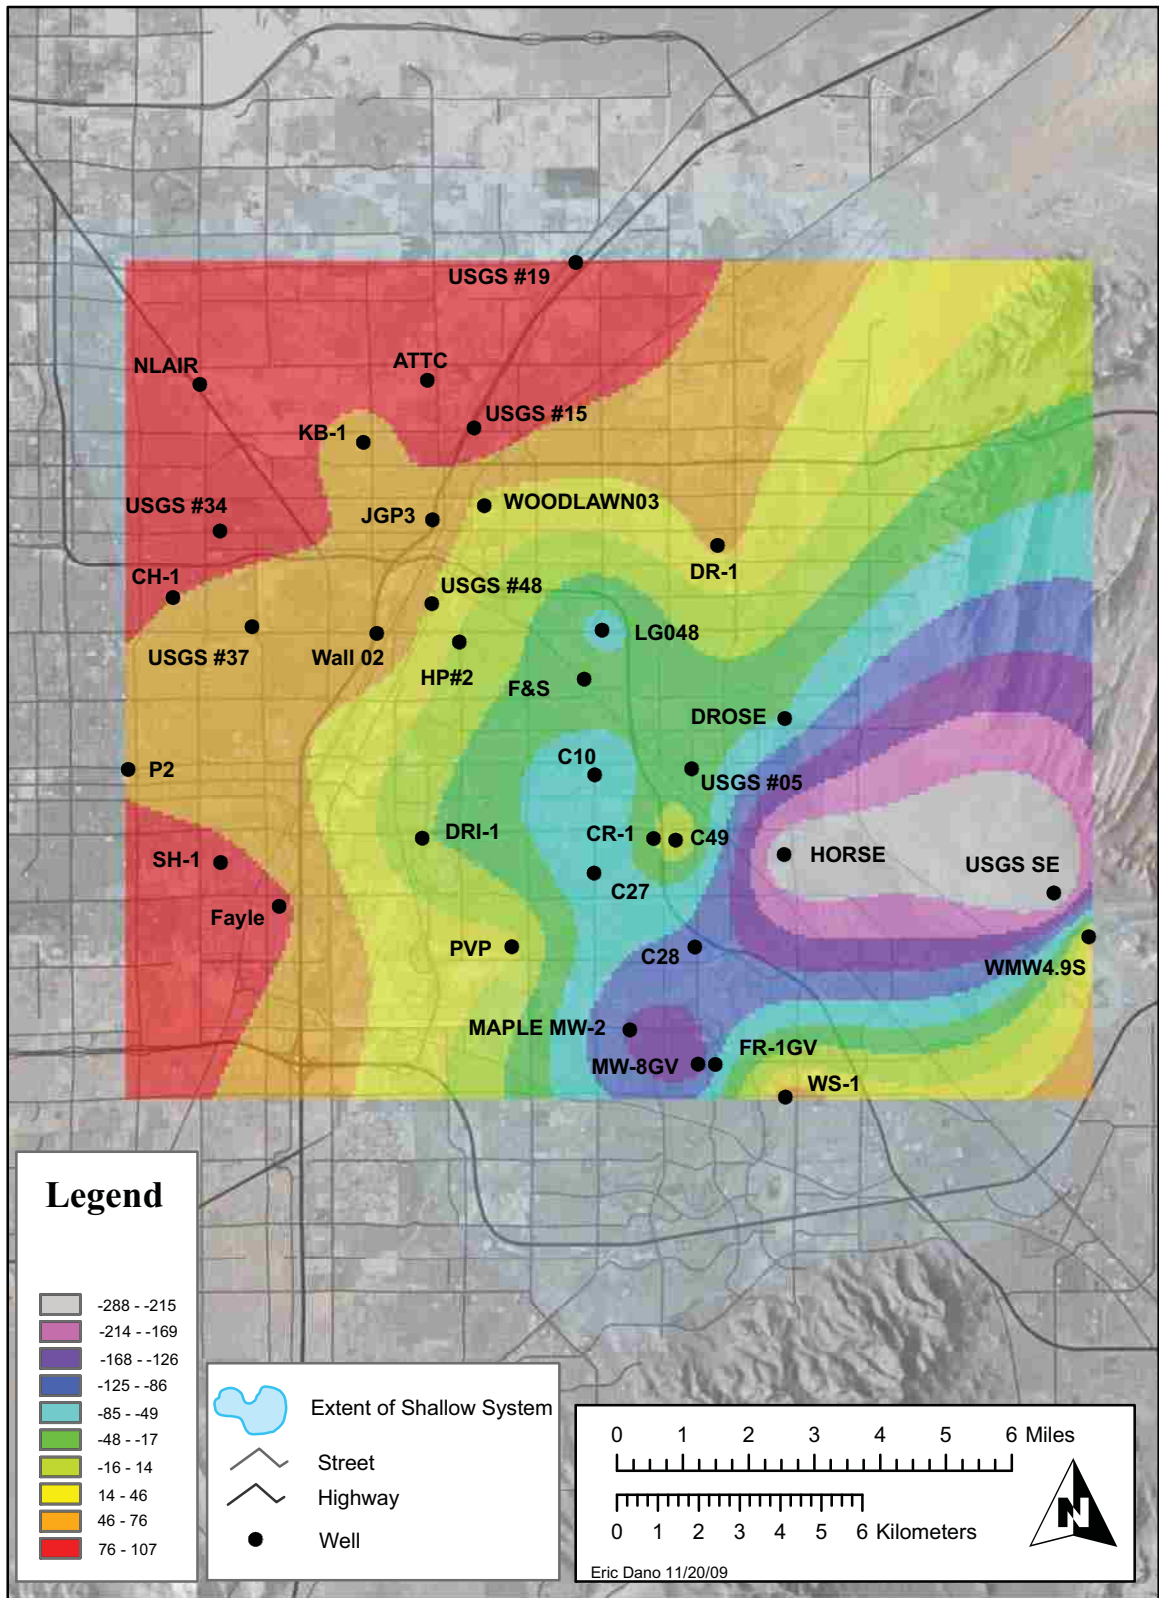 USGS #19
NLAIR
ATTC
USGS #15
KB-1
USGS #34
JGP3
WOODLAWN03
CH-1
DR-1
USGS #48
USGS #37
Wall 02
HP#2
LG048
F&S
DROSE
P2
C10
USGS #05
DRI-1
CR-1
C49
SH-1
HORSE
USGS SE
C27
Fayle
PVP
C28
WMW4.9S
MAPLE MW-2
MW-8GV
FR-1GV
WS-1
Legend
-288 - -215
-214 - -169
-168 - -126
-125 - -86
-85 - -49
-48 - -17
-16 - 14
14 - 46
46 - 76
76 - 107
Extent of Shallow System
Street
Highway
Well
0 1 2 3 4 5 6 Miles
0 1 2 3 4 5 6 Kilometers
N
Eric Dano 11/20/09